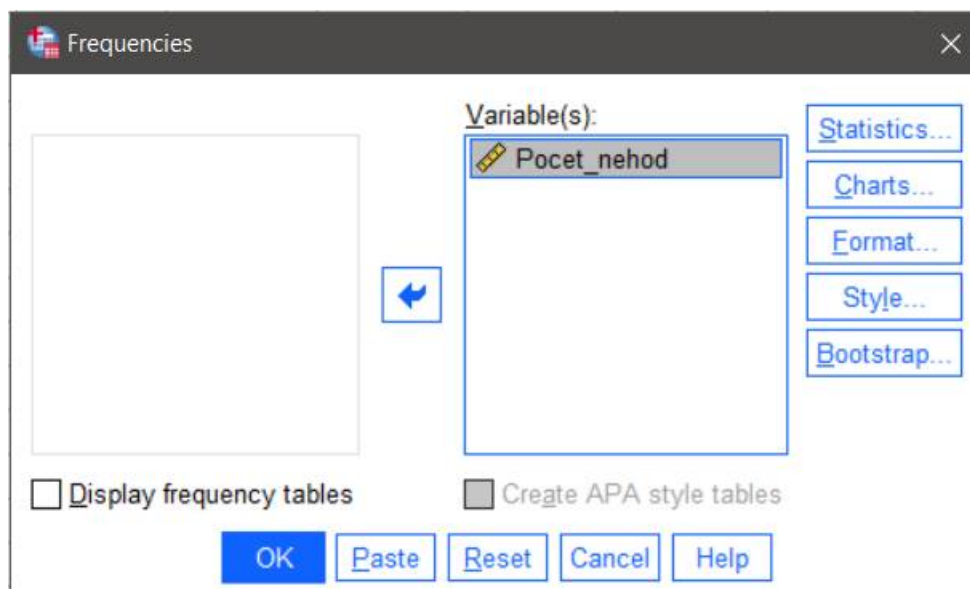 Frequencies
Variable(s):
Pocet_nehod
Statistics...
Charts...
Format...
Style...
Bootstrap...
Display frequency tables
Create APA style tables
OK Paste Reset Cancel Help